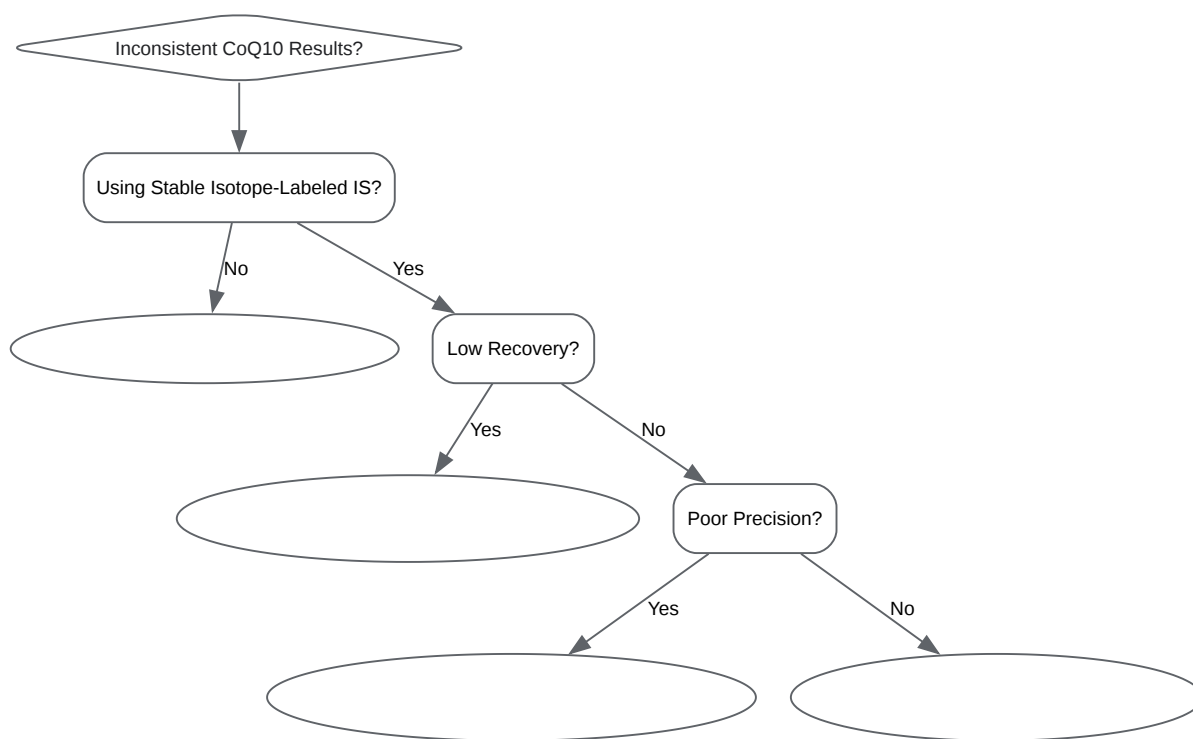 Inconsistent CoQ10 Results?
Using Stable Isotope-Labeled IS?
No
Yes
Low Recovery?
Yes
No
Poor Precision?
Yes
No